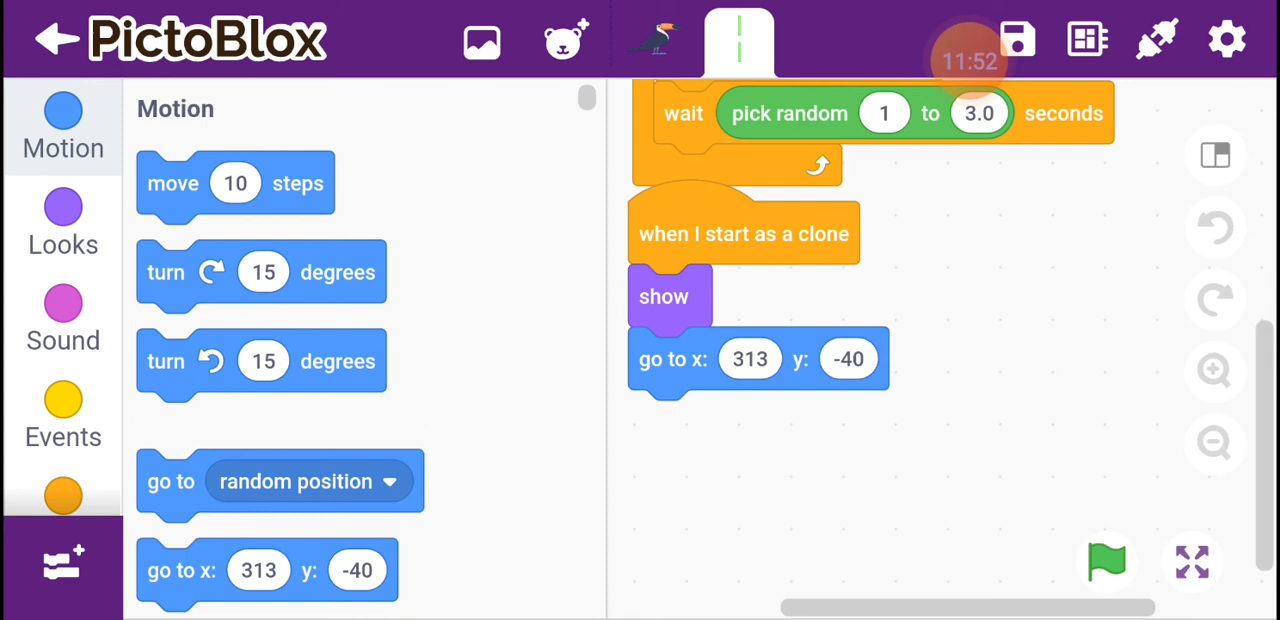 PictoBlox
11:52
Motion
Looks
Sound
Events
Motion
move 10 steps
turn 15 degrees
turn 15 degrees
go to random position
go to x: 313 y: -40
wait pick random 1 to 3.0 seconds
when I start as a clone
show
go to x: 313 y: -40